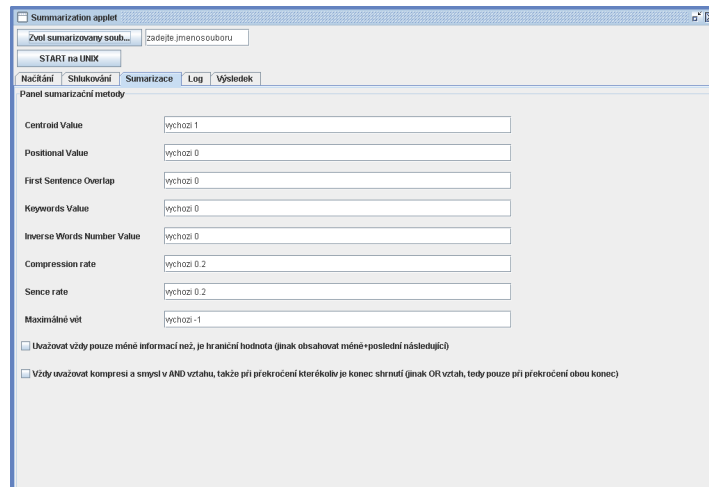 Summarization applet
Zvol sumarizovany soub... zadejte jmenosouboru
START na UNIX
Načítání Shlukování Sumarizace Log Výsledek
Panel sumarizační metody
Centroid Value vychozi 1
Positional Value vychozi 0
First Sentence Overlap vychozi 0
Keywords Value vychozi 0
Inverse Words Number Value vychozi 0
Compression rate vychozi 0.2
Sence rate vychozi 0.2
Maximálné vét vychozi -1
Uvažovat vždy pouze méné informací než, je hraniční hodnota (jinak obsahovat méné+poslední následující)
Vždy uvažovat kompresi a smysl v AND vztahu, takže při překročení kterékoliv je konec shrnutí (jinak OR vztah, tedy pouze při překročení obou konec)